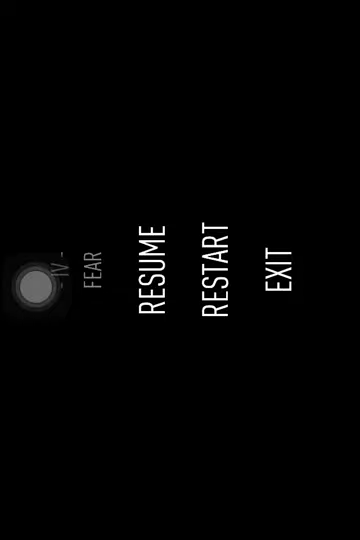 - IV -
FEAR
RESUME
RESTART
EXIT